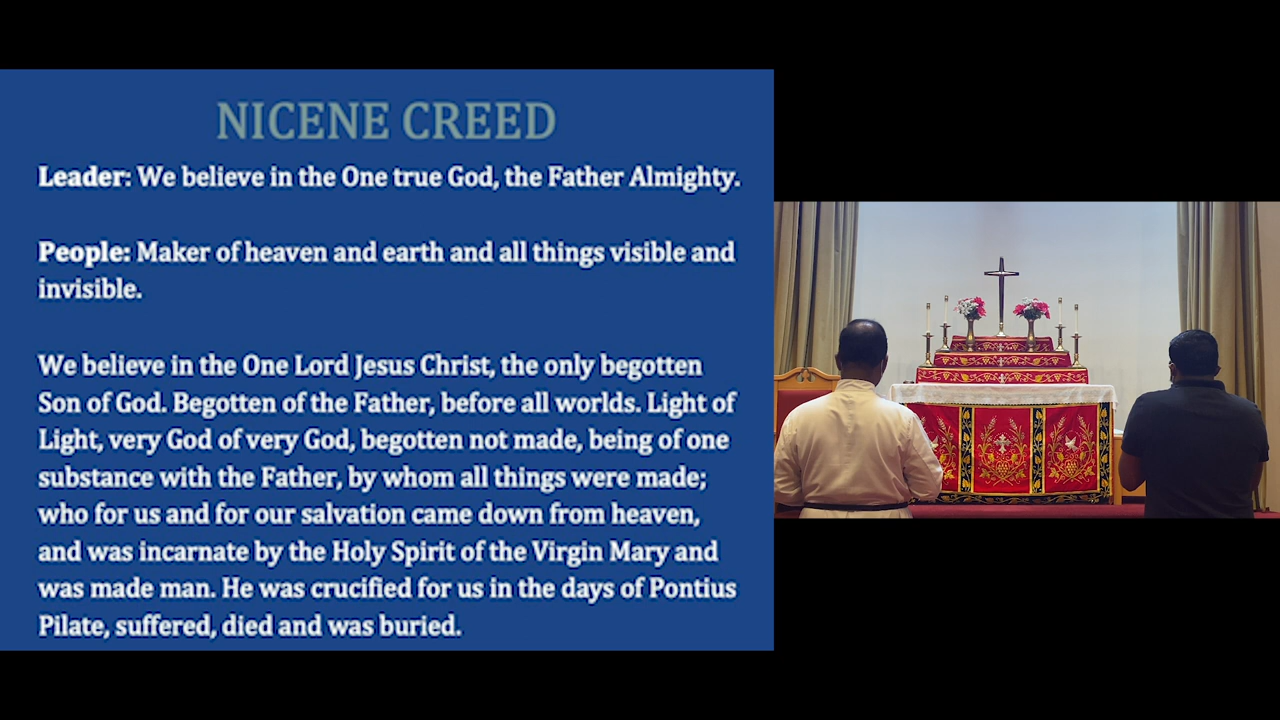 NICENE CREED
Leader: We believe in the One true God, the Father Almighty.
People: Maker of heaven and earth and all things visible and
invisible.
We believe in the One Lord Jesus Christ, the only begotten
Son of God. Begotten of the Father, before all worlds. Light of
Light, very God of very God, begotten not made, being of one
substance with the Father, by whom all things were made;
who for us and for our salvation came down from heaven,
and was incarnate by the Holy Spirit of the Virgin Mary and
was made man. He was crucified for us in the days of Pontius
Pilate, suffered, died and was buried.